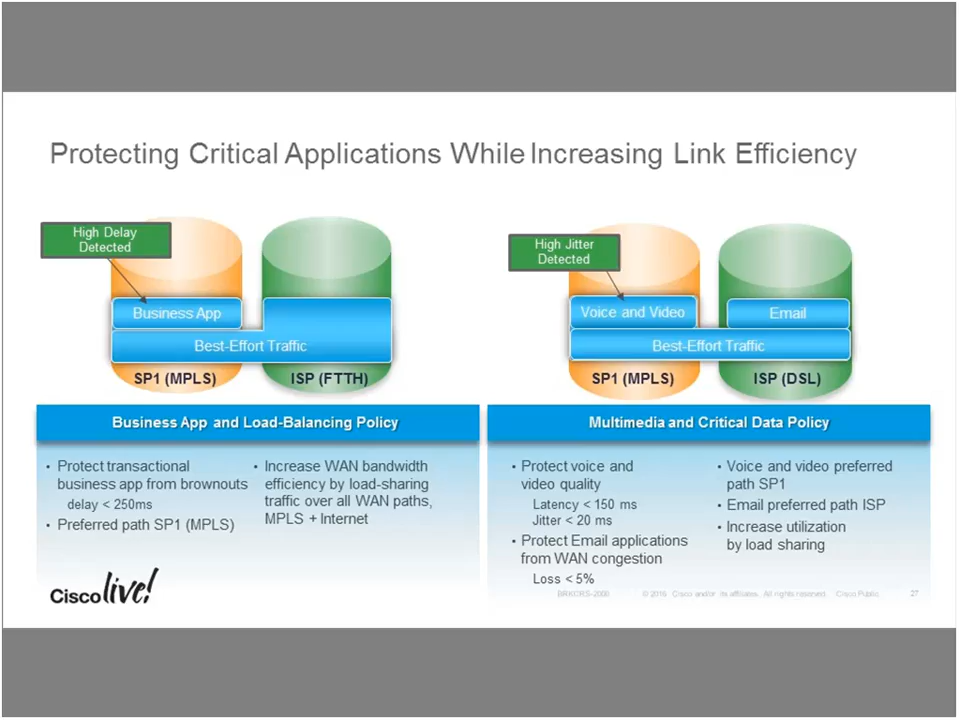 Protecting Critical Applications While Increasing Link Efficiency
High Delay
Detected
Business App
Best-Effort Traffic
SP1 (MPLS)
ISP (FTTH)
High Jitter
Detected
Voice and Video
Email
Best-Effort Traffic
SP1 (MPLS)
ISP (DSL)
Business App and Load-Balancing Policy
• Protect transactional
business app from brownouts
delay < 250ms
• Preferred path SP1 (MPLS)
• Increase WAN bandwidth
efficiency by load-sharing
traffic over all WAN paths,
MPLS + Internet
Multimedia and Critical Data Policy
• Protect voice and
video quality
Latency < 150 ms
Jitter < 20 ms
• Protect Email applications
from WAN congestion
Loss < 5%
• Voice and video preferred
path SP1
• Email preferred path ISP
• Increase utilization
by load sharing
Cisco live!
BRKCRS-2000 © 2016 Cisco and/or its affiliates. All rights reserved. Cisco Public 27